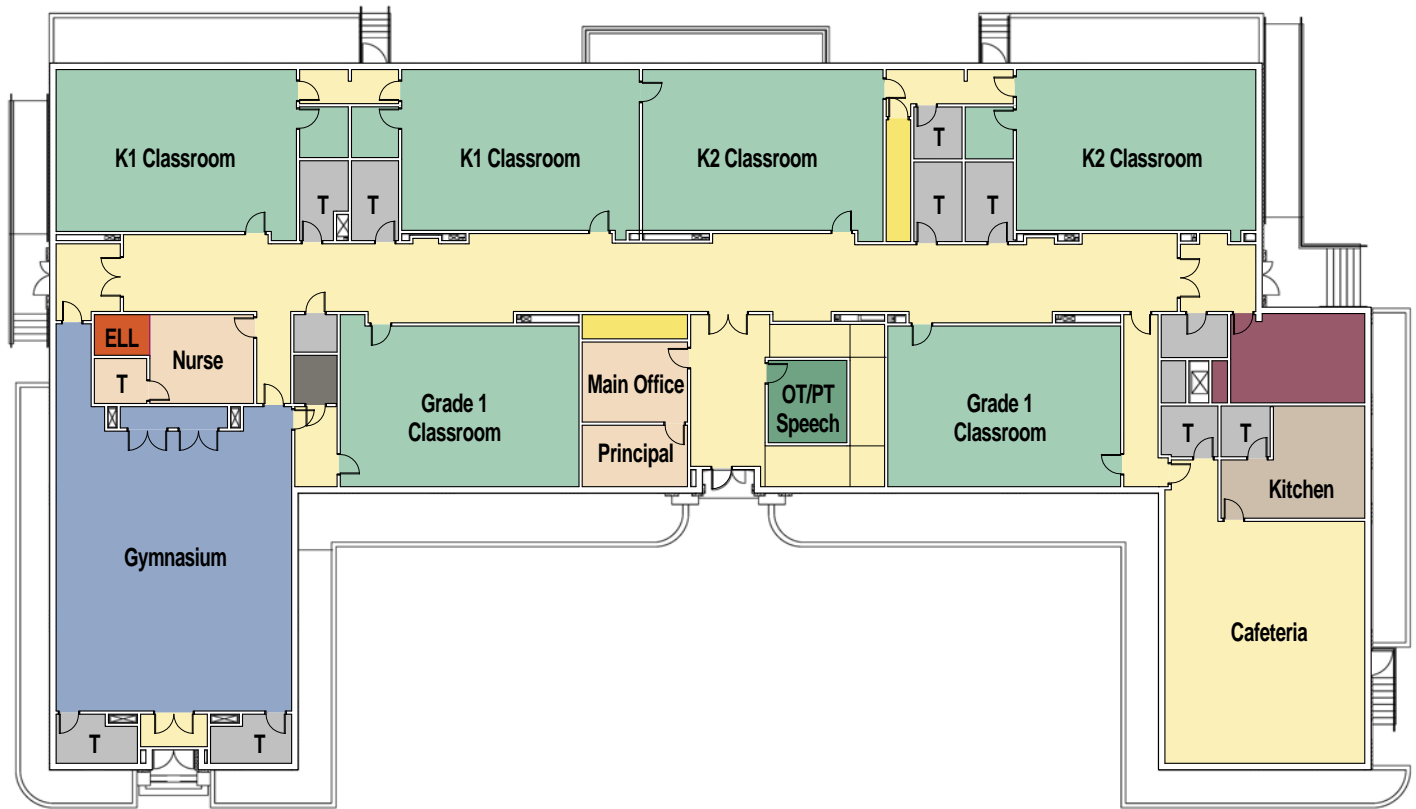 K1 Classroom
K1 Classroom
K2 Classroom
K2 Classroom
T
T
T
T
T
ELL
Nurse
T
Main Office
Principal
OT/PT
Speech
Grade 1
Classroom
Grade 1
Classroom
T
T
Kitchen
Gymnasium
Cafeteria
T
T